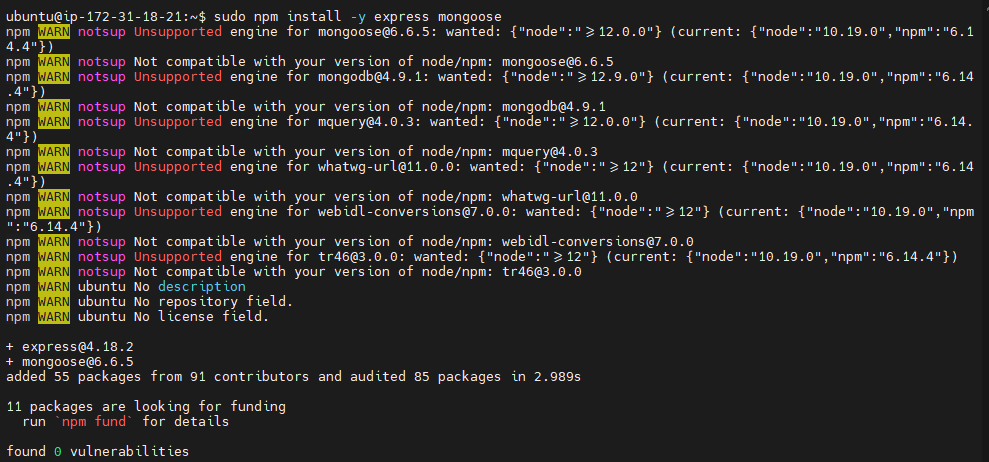 ubuntu@ip-172-31-18-21:~$ sudo npm install -y express mongoose
npm WARN notsup Unsupported engine for mongoose@6.6.5: wanted: {"node":">=12.0.0"} (current: {"node":"10.19.0","npm":"6.1
4.4"})
npm WARN notsup Not compatible with your version of node/npm: mongoose@6.6.5
npm WARN notsup Unsupported engine for mongodb@4.9.1: wanted: {"node":">=12.9.0"} (current: {"node":"10.19.0","npm":"6.14
.4"})
npm WARN notsup Not compatible with your version of node/npm: mongodb@4.9.1
npm WARN notsup Unsupported engine for mquery@4.0.3: wanted: {"node":">=12.0.0"} (current: {"node":"10.19.0","npm":"6.14.
4"})
npm WARN notsup Not compatible with your version of node/npm: mquery@4.0.3
npm WARN notsup Unsupported engine for whatwg-url@11.0.0: wanted: {"node":">=12"} (current: {"node":"10.19.0","npm":"6.14
.4"})
npm WARN notsup Not compatible with your version of node/npm: whatwg-url@11.0.0
npm WARN notsup Unsupported engine for webidl-conversions@7.0.0: wanted: {"node":">=12"} (current: {"node":"10.19.0","npm
":"6.14.4"})
npm WARN notsup Not compatible with your version of node/npm: webidl-conversions@7.0.0
npm WARN notsup Unsupported engine for tr46@3.0.0: wanted: {"node":">=12"} (current: {"node":"10.19.0","npm":"6.14.4"})
npm WARN notsup Not compatible with your version of node/npm: tr46@3.0.0
npm WARN ubuntu No description
npm WARN ubuntu No repository field.
npm WARN ubuntu No license field.
+ express@4.18.2
+ mongoose@6.6.5
added 55 packages from 91 contributors and audited 85 packages in 2.989s
11 packages are looking for funding
run `npm fund` for details
found 0 vulnerabilities